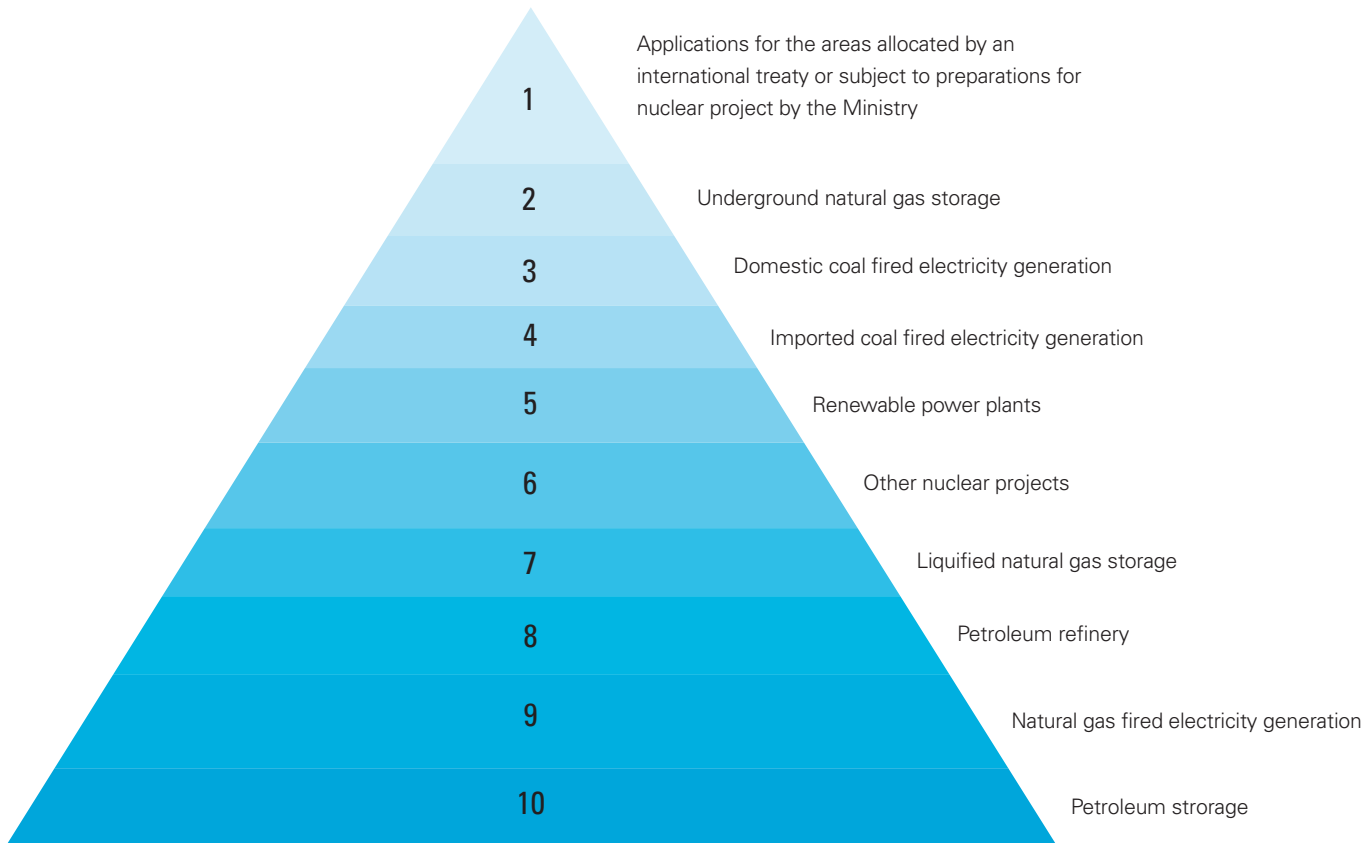 1
Applications for the areas allocated by an
international treaty or subject to preparations for
nuclear project by the Ministry
2
Underground natural gas storage
3
Domestic coal fired electricity generation
4
Imported coal fired electricity generation
5
Renewable power plants
6
Other nuclear projects
7
Liquified natural gas storage
8
Petroleum refinery
9
Natural gas fired electricity generation
10
Petroleum strorage